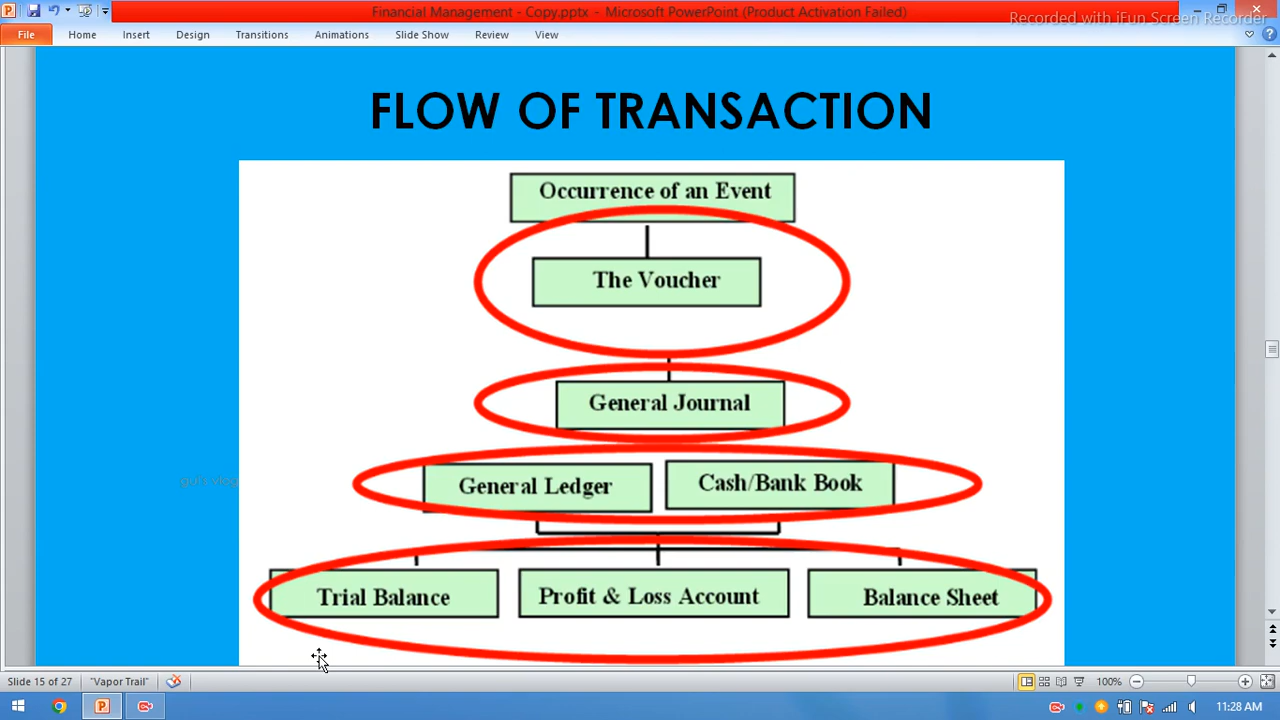 Financial Management - Copy.pptx - Microsoft PowerPoint (Product Activation Failed)
Recorded with iFun Screen Recorder
File Home Insert Design Transitions Animations Slide Show Review View
FLOW OF TRANSACTION
Occurrence of an Event
The Voucher
General Journal
General Ledger Cash/Bank Book
gul's vlog
Trial Balance Profit & Loss Account Balance Sheet
Slide 15 of 27 "Vapor Trail" 100%
11:28 AM